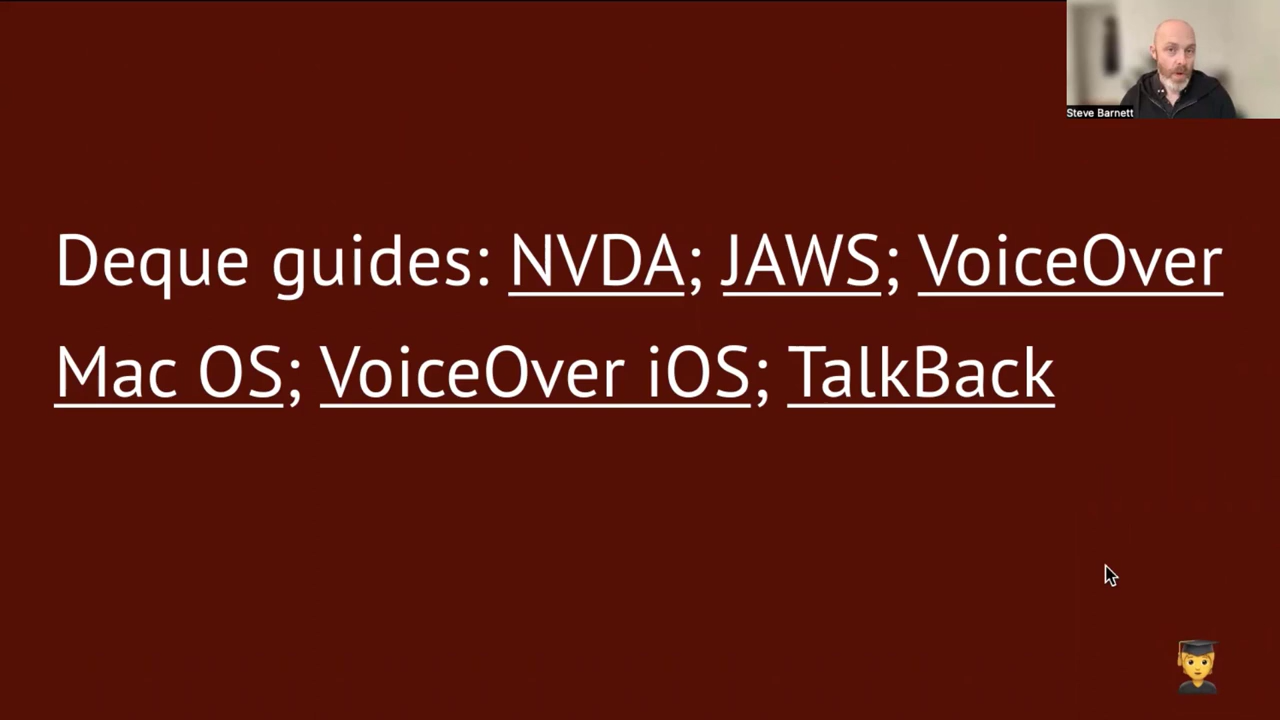 Steve Barnett
Deque guides: NVDA; JAWS; VoiceOver
Mac OS; VoiceOver iOS; TalkBack